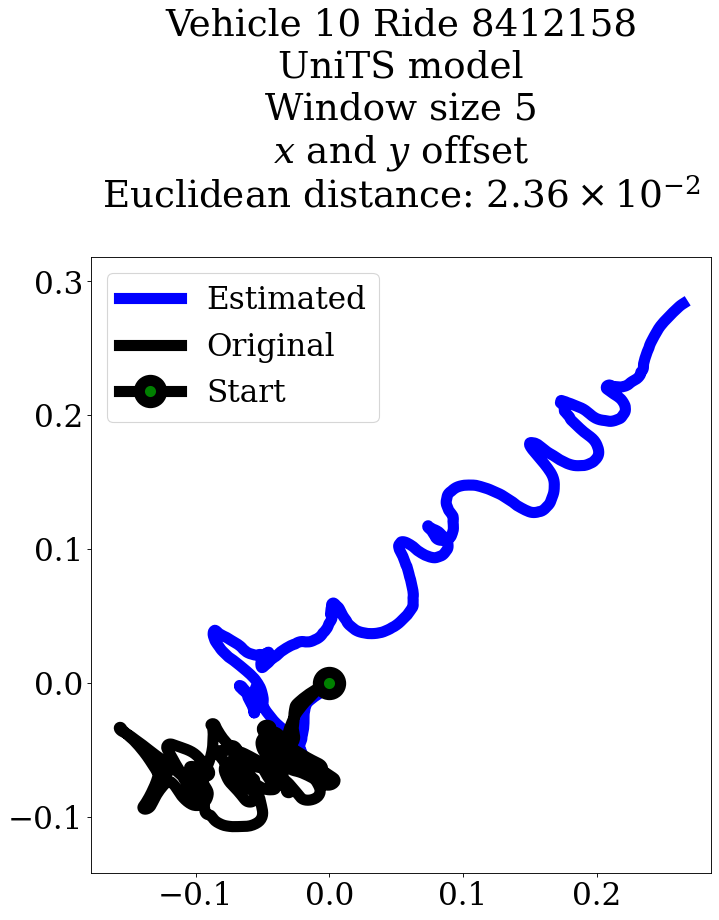 Vehicle 10 Ride 8412158
UniTS model
Window size 5
x and y offset
Euclidean distance: 2.36 × 10⁻²
Estimated
Original
Start
0.3
0.2
0.1
0.0
−0.1
−0.1 0.0 0.1 0.2